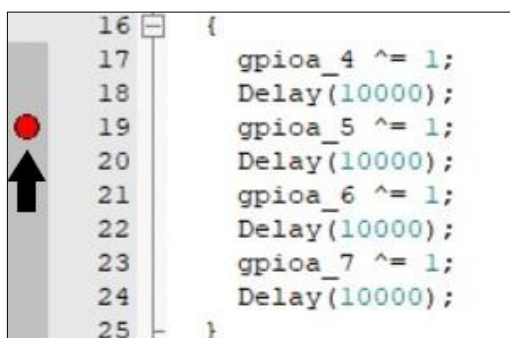 16 {
17 gpioa_4 ^= 1;
18 Delay(10000);
19 gpioa_5 ^= 1;
20 Delay(10000);
21 gpioa_6 ^= 1;
22 Delay(10000);
23 gpioa_7 ^= 1;
24 Delay(10000);
25 }